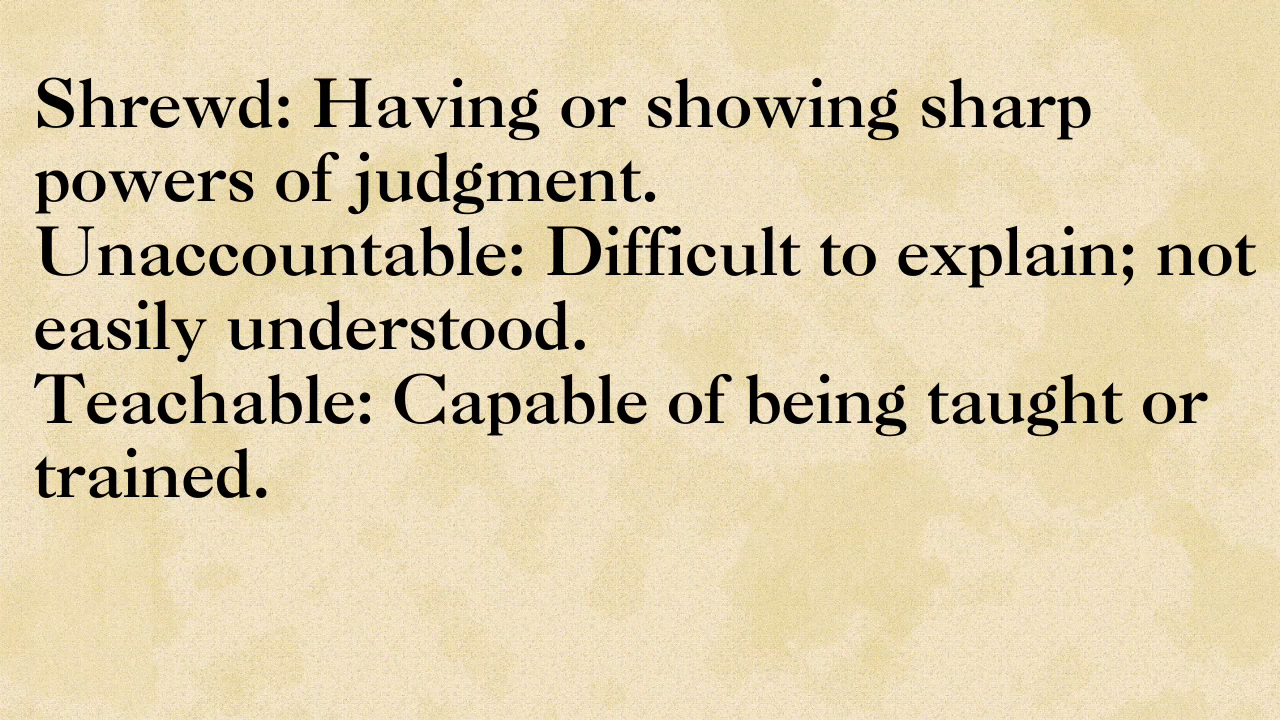 Shrewd: Having or showing sharp
powers of judgment.
Unaccountable: Difficult to explain; not
easily understood.
Teachable: Capable of being taught or
trained.